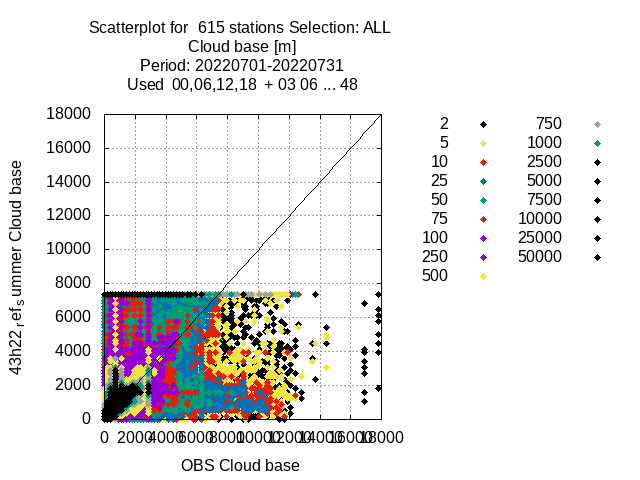 Scatterplot for 615 stations Selection: ALL
Cloud base [m]
Period: 20220701-20220731
Used 00,06,12,18 + 03 06 ... 48
18000
16000
14000
12000
10000
8000
6000
4000
2000
0
43h22_ref_summer Cloud base
0 2000 4000 6000 8000 10000 12000 14000 16000 18000
OBS Cloud base
2 750
5 1000
10 2500
25 5000
50 7500
75 10000
100 25000
250 50000
500